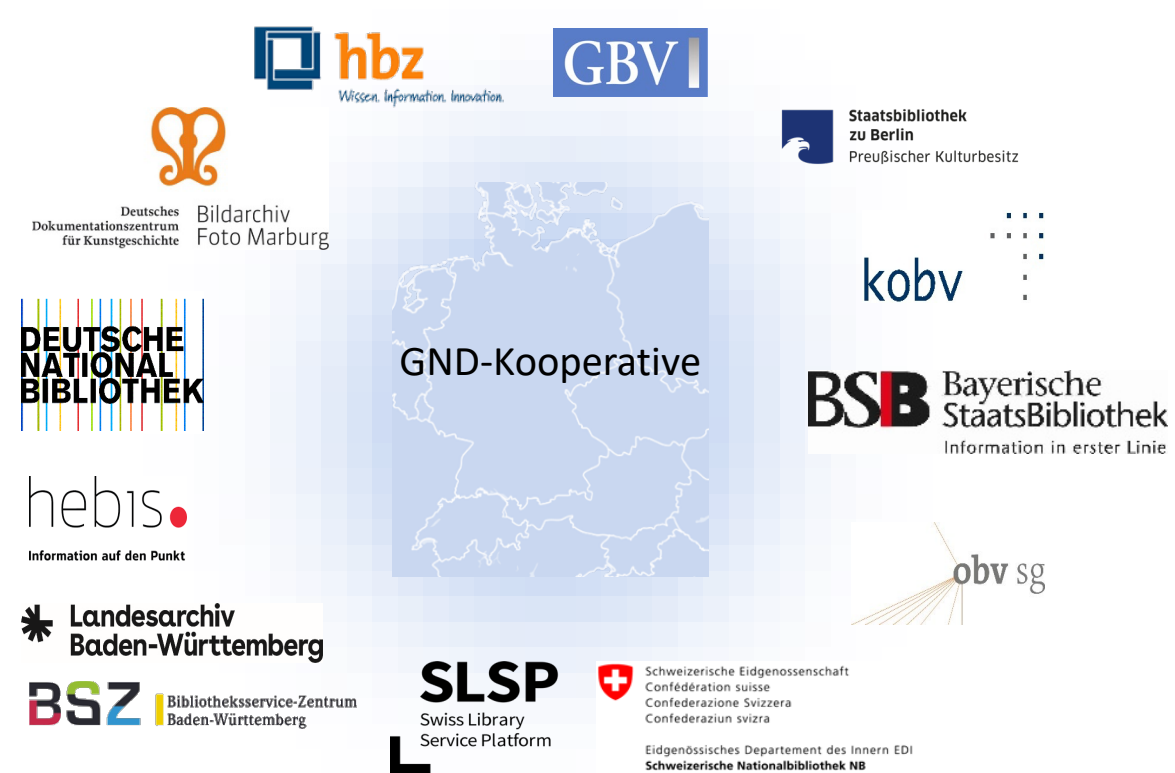 hbz
Wissen. Information. Innovation.
GBV
Staatsbibliothek
zu Berlin
Preußischer Kulturbesitz
Deutsches
Dokumentationszentrum
für Kunstgeschichte
Bildarchiv
Foto Marburg
kobv
DEUTSCHE
NATIONAL
BIBLIOTHEK
GND-Kooperative
BSB
Bayerische
StaatsBibliothek
Information in erster Linie
hebis
Information auf den Punkt
obv sg
Landesarchiv
Baden-Württemberg
BSZ
Bibliotheksservice-Zentrum
Baden-Württemberg
SLSP
Swiss Library
Service Platform
Schweizerische Eidgenossenschaft
Confédération suisse
Confederazione Svizzera
Confederaziun svizra
Eidgenössisches Departement des Innern EDI
Schweizerische Nationalbibliothek NB